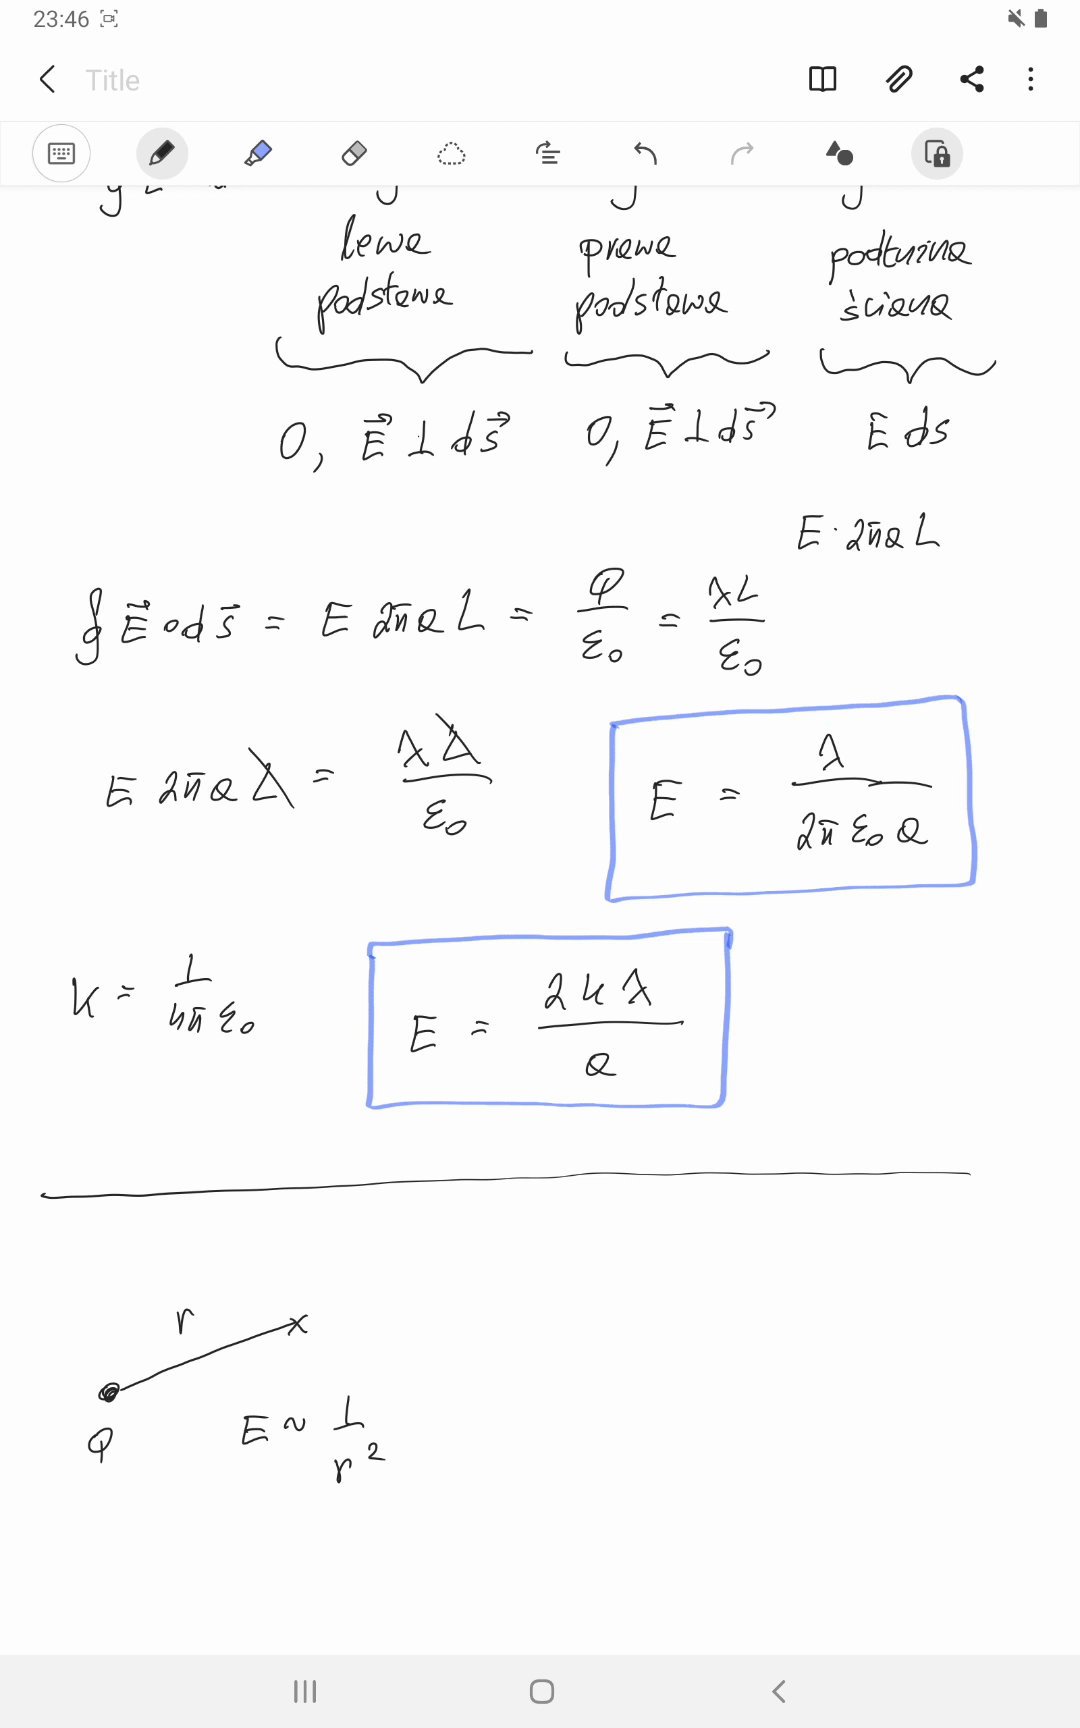 23:46
Title
lewa prawa podłużna
podstawa podstawa ściana
0, E⃗ ⊥ ds⃗ 0, E⃗ ⊥ ds⃗ E ds
E · 2πa L
∮ E⃗ ∘ ds⃗ = E 2πa L = Q/ε₀ = λL/ε₀
E 2πa L = λL/ε₀ E = λ/(2π ε₀ a)
k = 1/(4π ε₀) E = 2kλ/a
r
x
Q E ~ 1/r²